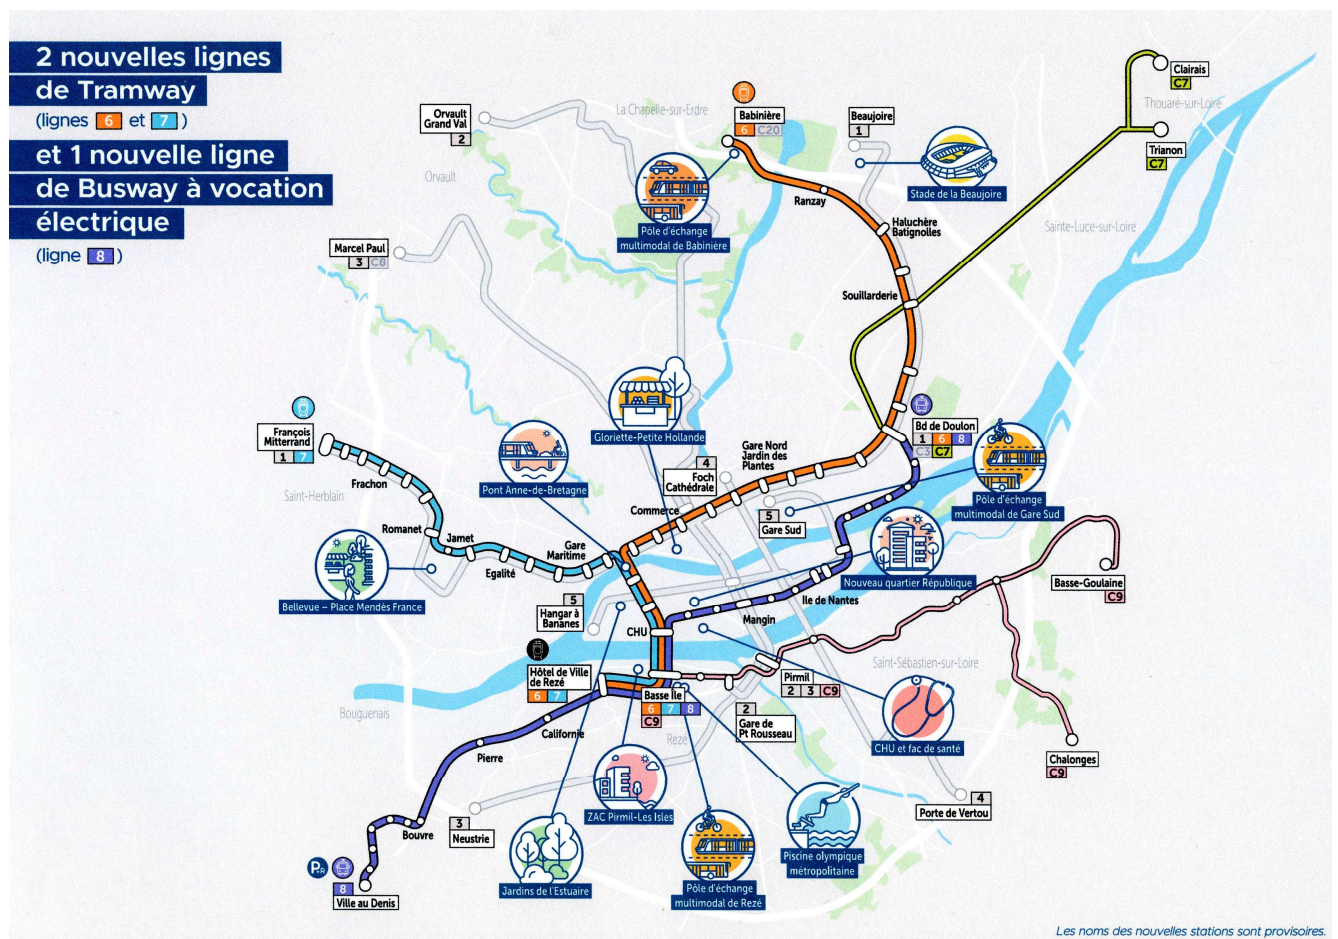 2 nouvelles lignes
de Tramway
(lignes 6 et 7)
et 1 nouvelle ligne
de Busway à vocation
électrique
(ligne 8)
Orvault
Grand Val
2
La Chapelle-sur-Erdre
Babinière
6 C20
Beaujoire
1
Clairais
C7
Thouaré-sur-Loire
Trianon
C7
Stade de la Beaujoire
Orvault
Ranzay
Pôle d'échange
multimodal de Babinière
Haluchère
Batignolles
Sainte-Luce-sur-Loire
Marcel Paul
3 C8
Souillarderie
François
Mitterrand
1 7
Gloriette-Petite Hollande
Bd de Doulon
1 6 8
C3 C7
Gare Nord
Jardin des
Plantes
4
Foch
Cathédrale
Pont Anne-de-Bretagne
Frachon
Saint-Herblain
Pôle d'échange
multimodal de Gare Sud
Commerce
5
Gare Sud
Romanet
Jamet
Gare
Maritime
Egalité
Nouveau quartier République
Basse-Goulaine
C9
Bellevue – Place Mendès France
5
Hangar à
Bananes
Ile de Nantes
Mangin
CHU
Saint-Sébastien-sur-Loire
Hôtel de Ville
de Rezé
6 7
Pirmil
2 3 C9
Basse Île
6 7 8
C9
2
Gare de
Pt Rousseau
Bouguenais
Californie
Rezé
CHU et fac de santé
Pierre
Chalonges
C9
4
Porte de Vertou
ZAC Pirmil-Les Isles
Bouvre
3
Neustrie
Piscine olympique
métropolitaine
P+R
8
Ville au Denis
Jardins de l'Estuaire
Pôle d'échange
multimodal de Rezé
Les noms des nouvelles stations sont provisoires.